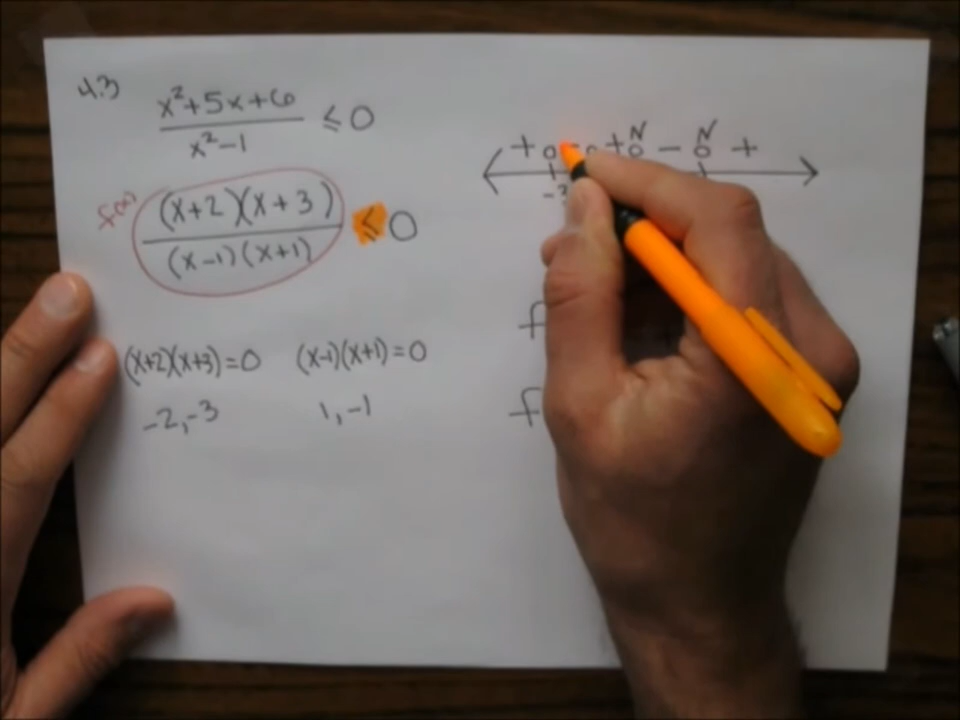 4.3
x²+5x+6 / x²-1 ≤ 0
f(x) (x+2)(x+3) / (x-1)(x+1) ≤ 0
(x+2)(x+3)=0 (x-1)(x+1)=0
-2,-3 1,-1
N N
+ 0 - 0 + 0 - 0 +
f
f